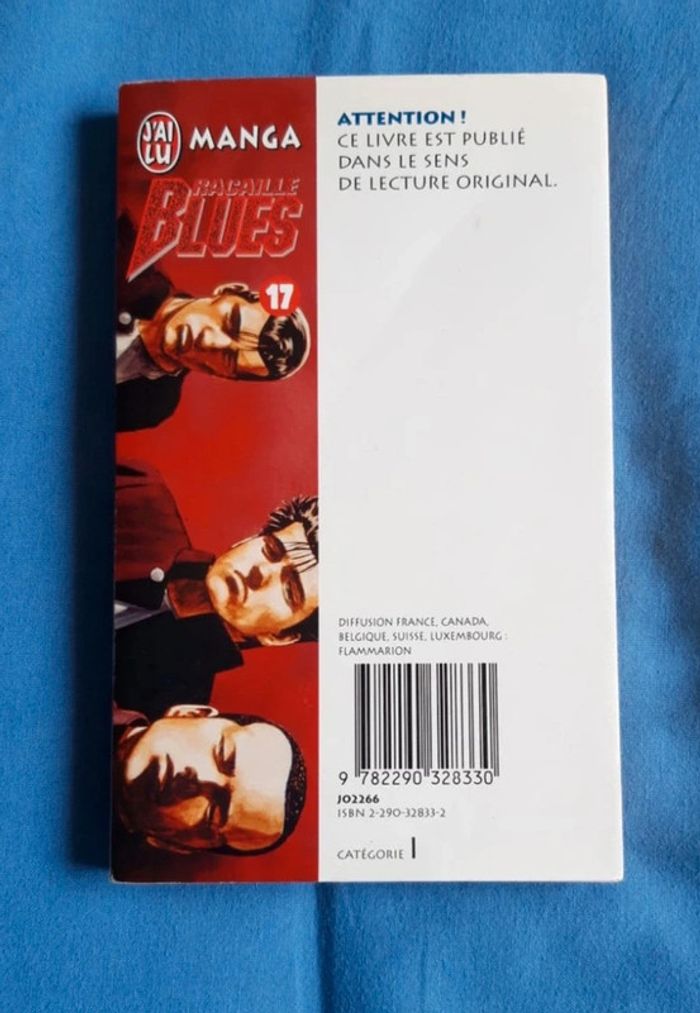 J'AI
LU
MANGA
RACAILLE
BLUES
17
ATTENTION !
CE LIVRE EST PUBLIÉ
DANS LE SENS
DE LECTURE ORIGINAL.
DIFFUSION FRANCE, CANADA,
BELGIQUE, SUISSE, LUXEMBOURG :
FLAMMARION
9 782290 328330
JO2266
ISBN 2-290-32833-2
CATÉGORIE I